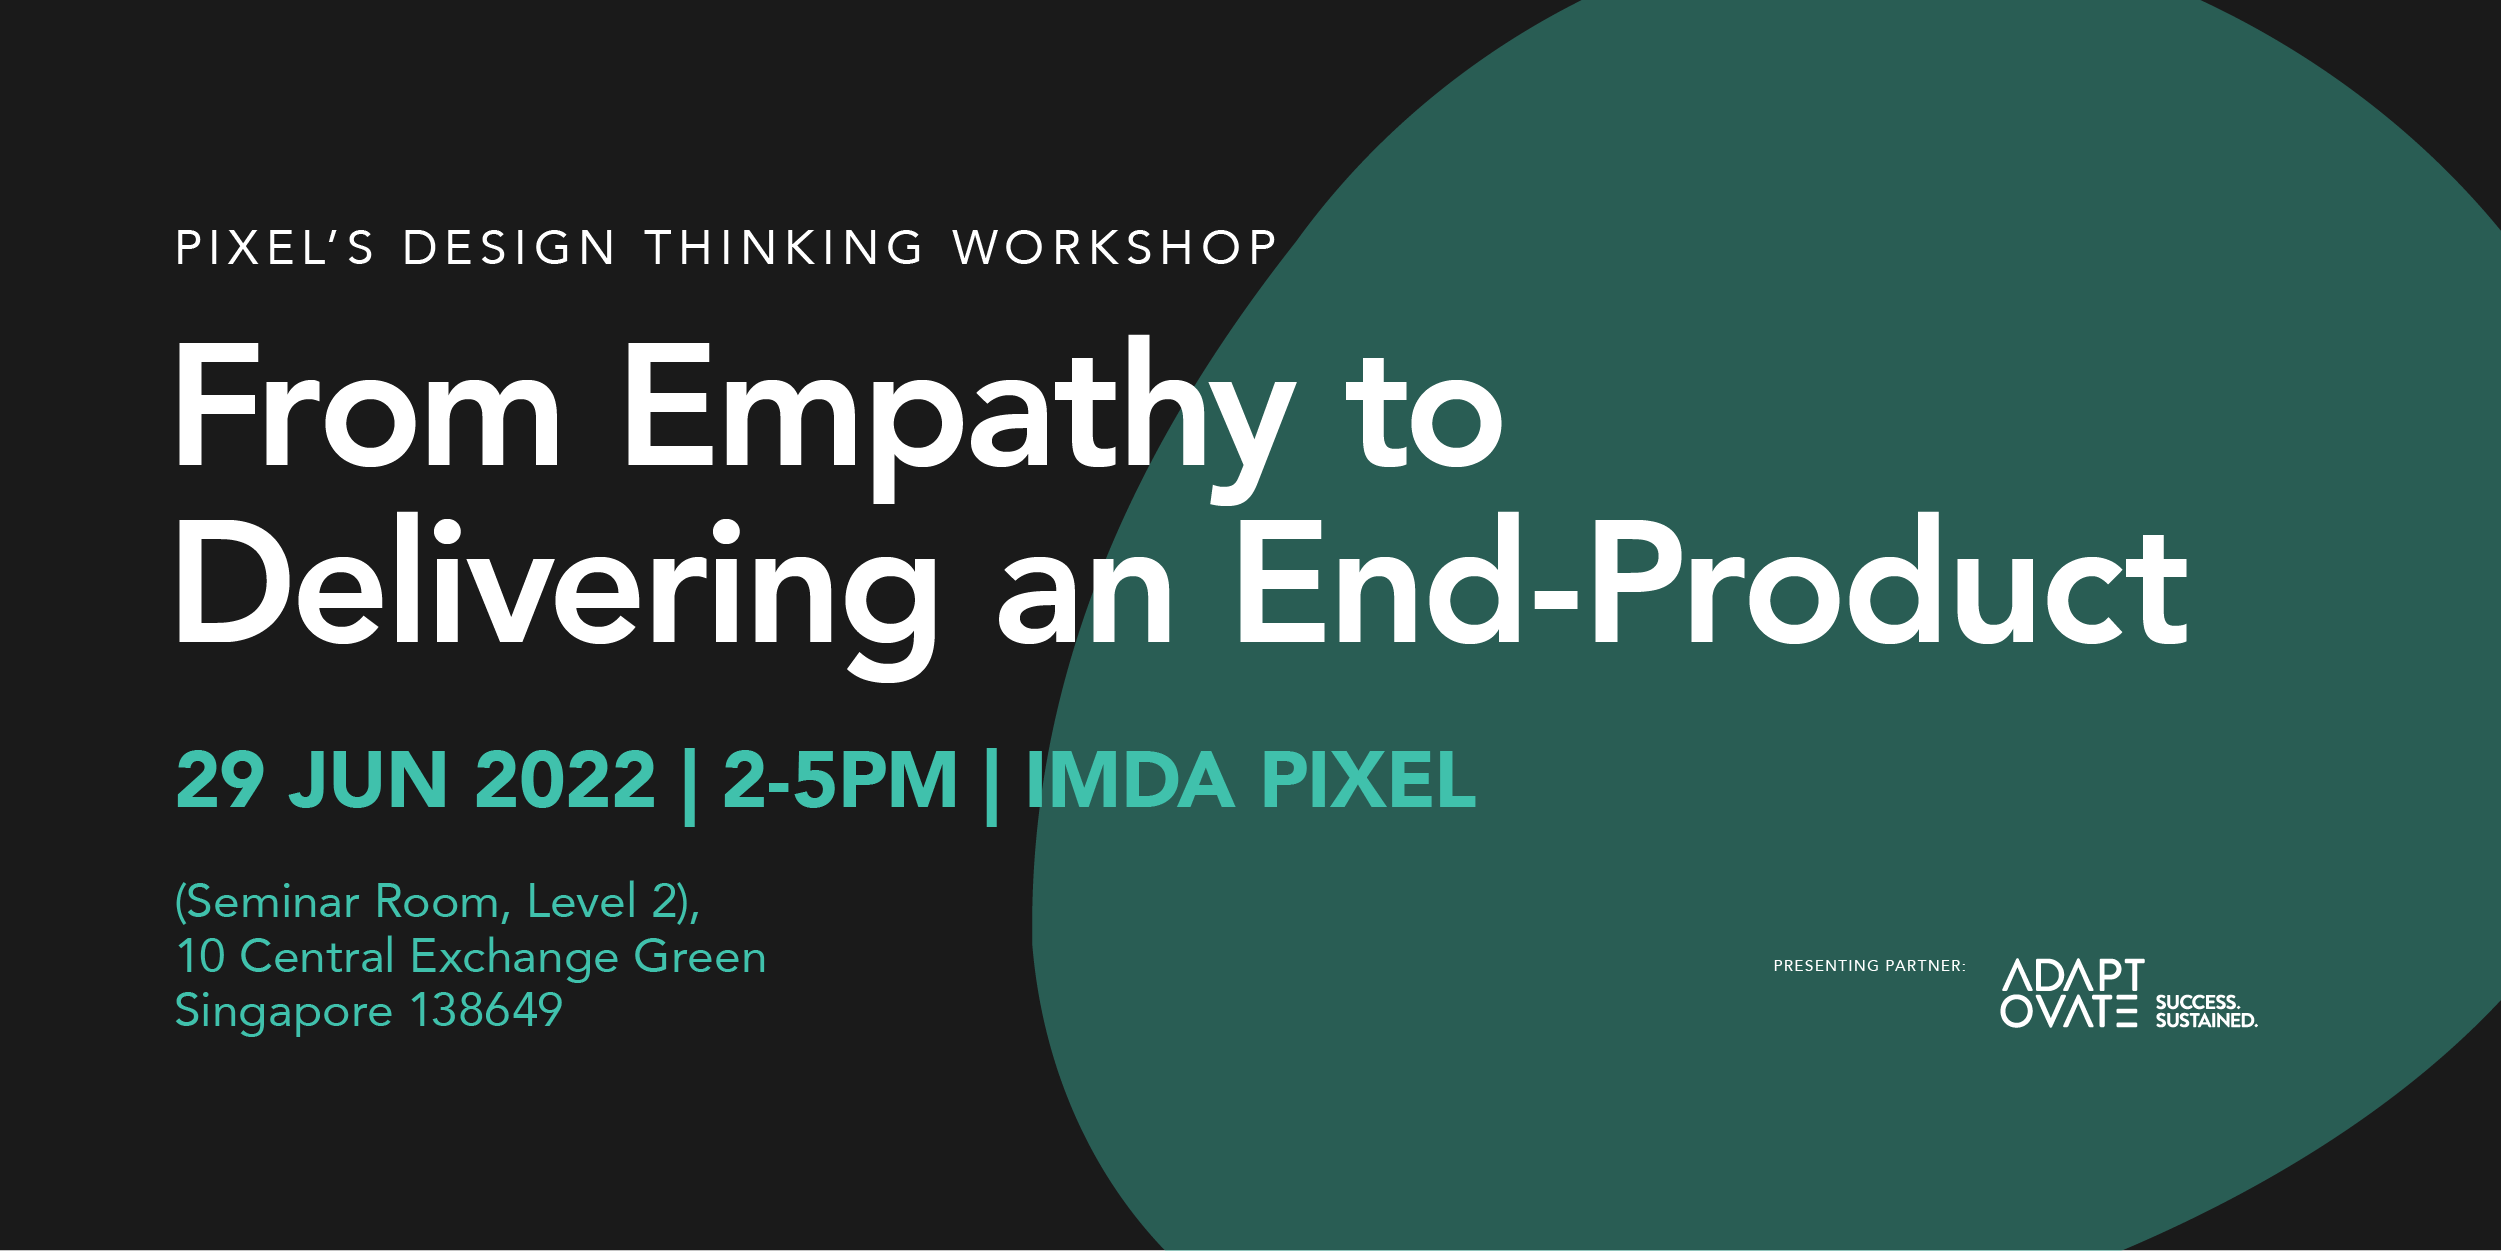 PIXEL’S DESIGN THINKING WORKSHOP
From Empathy to
Delivering an End-Product
29 JUN 2022 | 2-5PM | IMDA PIXEL
(Seminar Room, Level 2),
10 Central Exchange Green
Singapore 138649
PRESENTING PARTNER:
ADAPT
OVATE
SUCCESS.
SUSTAINED.